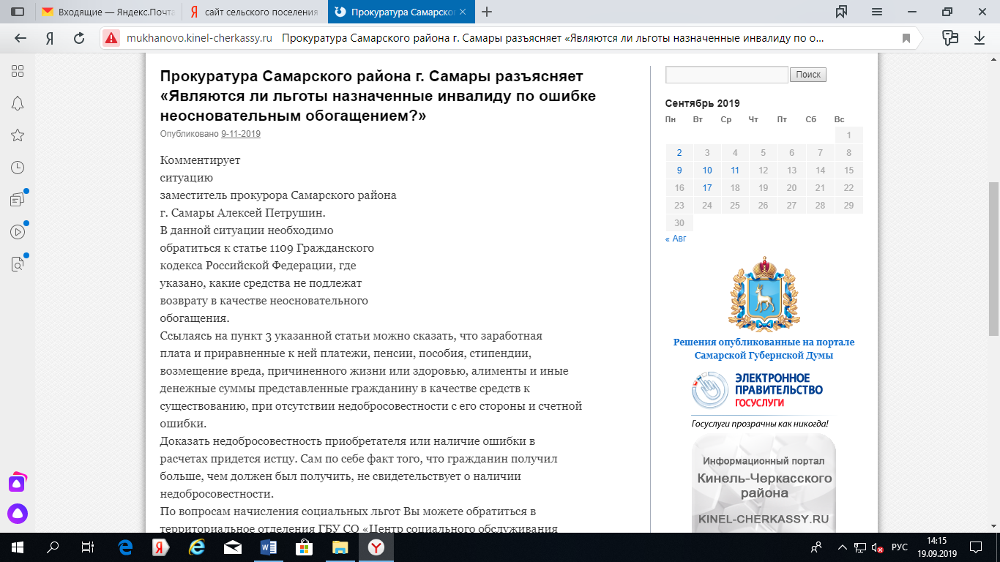 Входящие — Яндекс.Почта
сайт сельского поселения
Прокуратура Самарског
mukhanovo.kinel-cherkassy.ru Прокуратура Самарского района г. Самары разъясняет «Являются ли льготы назначенные инвалиду по о...
Прокуратура Самарского района г. Самары разъясняет
«Являются ли льготы назначенные инвалиду по ошибке
неосновательным обогащением?»
Опубликовано 9-11-2019
Комментирует
ситуацию
заместитель прокурора Самарского района
г. Самары Алексей Петрушин.
В данной ситуации необходимо
обратиться к статье 1109 Гражданского
кодекса Российской Федерации, где
указано, какие средства не подлежат
возврату в качестве неосновательного
обогащения.
Ссылаясь на пункт 3 указанной статьи можно сказать, что заработная
плата и приравненные к ней платежи, пенсии, пособия, стипендии,
возмещение вреда, причиненного жизни или здоровью, алименты и иные
денежные суммы представленные гражданину в качестве средств к
существованию, при отсутствии недобросовестности с его стороны и счетной
ошибки.
Доказать недобросовестность приобретателя или наличие ошибки в
расчетах придется истцу. Сам по себе факт того, что гражданин получил
больше, чем должен был получить, не свидетельствует о наличии
недобросовестности.
По вопросам начисления социальных льгот Вы можете обратиться в
территориальное отделения ГБУ СО «Центр социального обслуживания
Поиск
Сентябрь 2019
Пн Вт Ср Чт Пт Сб Вс
1
2 3 4 5 6 7 8
9 10 11 12 13 14 15
16 17 18 19 20 21 22
23 24 25 26 27 28 29
30
« Авг
Решения опубликованные на портале
Самарской Губернской Думы
ЭЛЕКТРОННОЕ
ПРАВИТЕЛЬСТВО
ГОСУСЛУГИ
Госуслуги прозрачны как никогда!
Информационный портал
Кинель-Черкасского
района
KINEL-CHERKASSY.RU
РУС
14:15
19.09.2019